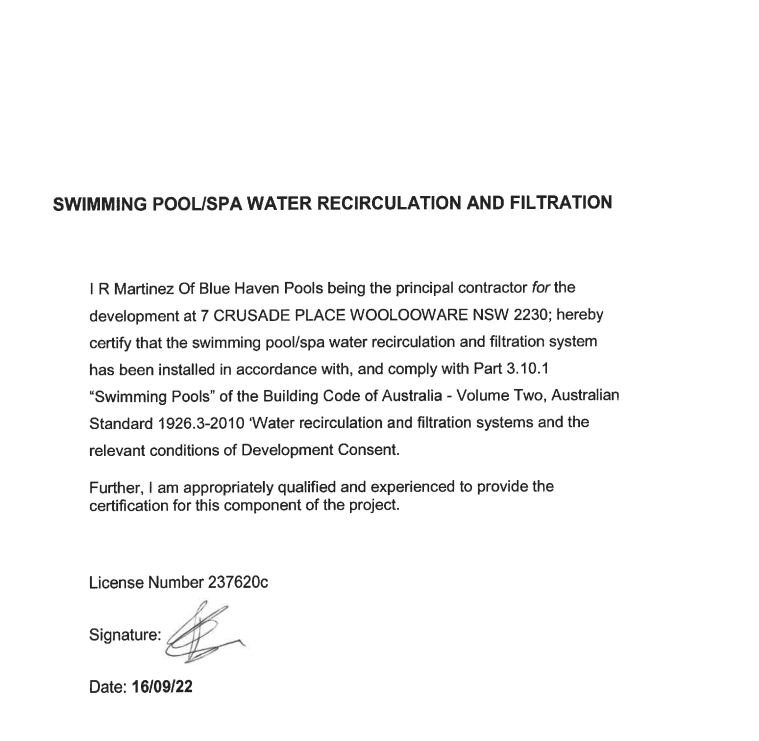 SWIMMING POOL/SPA WATER RECIRCULATION AND FILTRATION
I R Martinez Of Blue Haven Pools being the principal contractor for the
development at 7 CRUSADE PLACE WOOLOOWARE NSW 2230; hereby
certify that the swimming pool/spa water recirculation and filtration system
has been installed in accordance with, and comply with Part 3.10.1
“Swimming Pools” of the Building Code of Australia - Volume Two, Australian
Standard 1926.3-2010 ‘Water recirculation and filtration systems and the
relevant conditions of Development Consent.
Further, I am appropriately qualified and experienced to provide the
certification for this component of the project.
License Number 237620c
Signature:
Date: 16/09/22